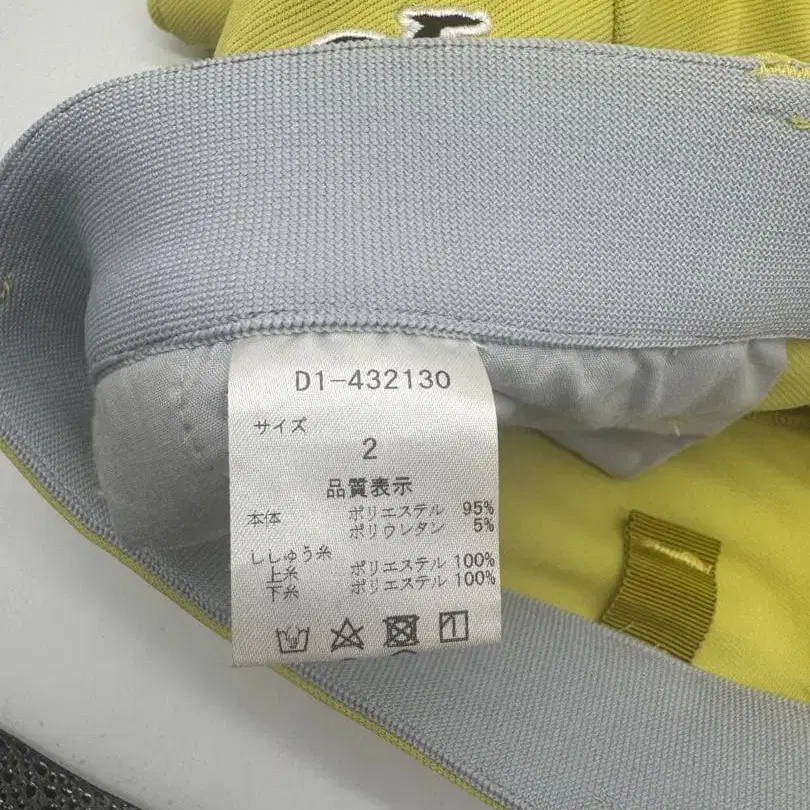 D1-432130
サイズ
2
品質表示
本体 ポリエステル 95%
ポリウレタン 5%
ししゅう糸
上糸 ポリエステル 100%
下糸 ポリエステル 100%